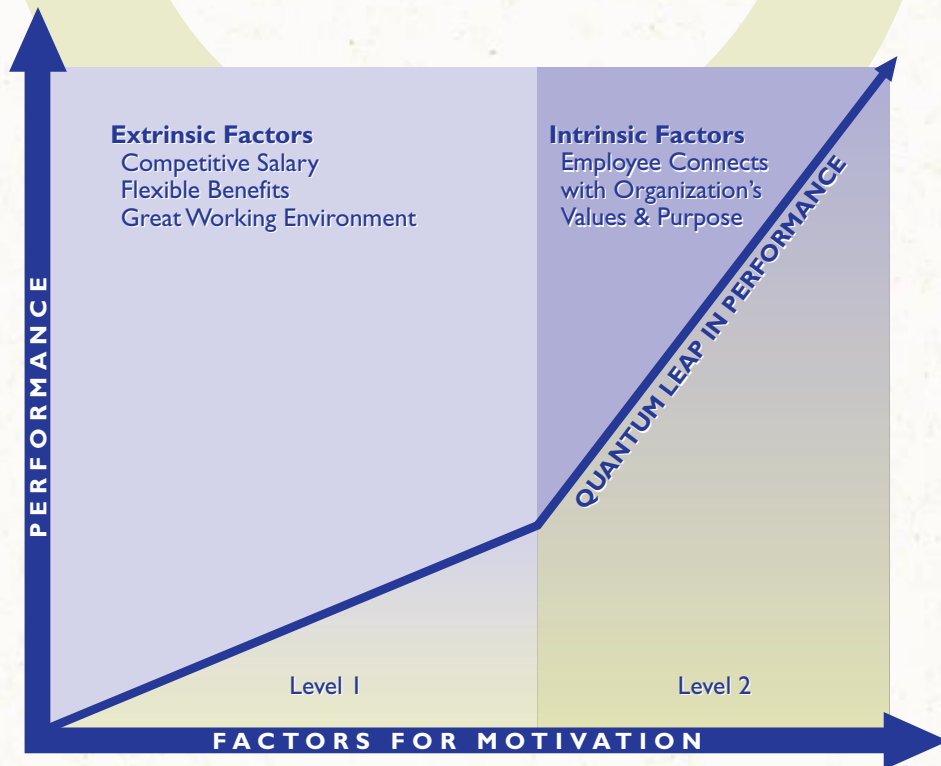 Extrinsic Factors
Competitive Salary
Flexible Benefits
Great Working Environment
Intrinsic Factors
Employee Connects
with Organization's
Values & Purpose
QUANTUM LEAP IN PERFORMANCE
PERFORMANCE
Level 1
Level 2
FACTORS FOR MOTIVATION